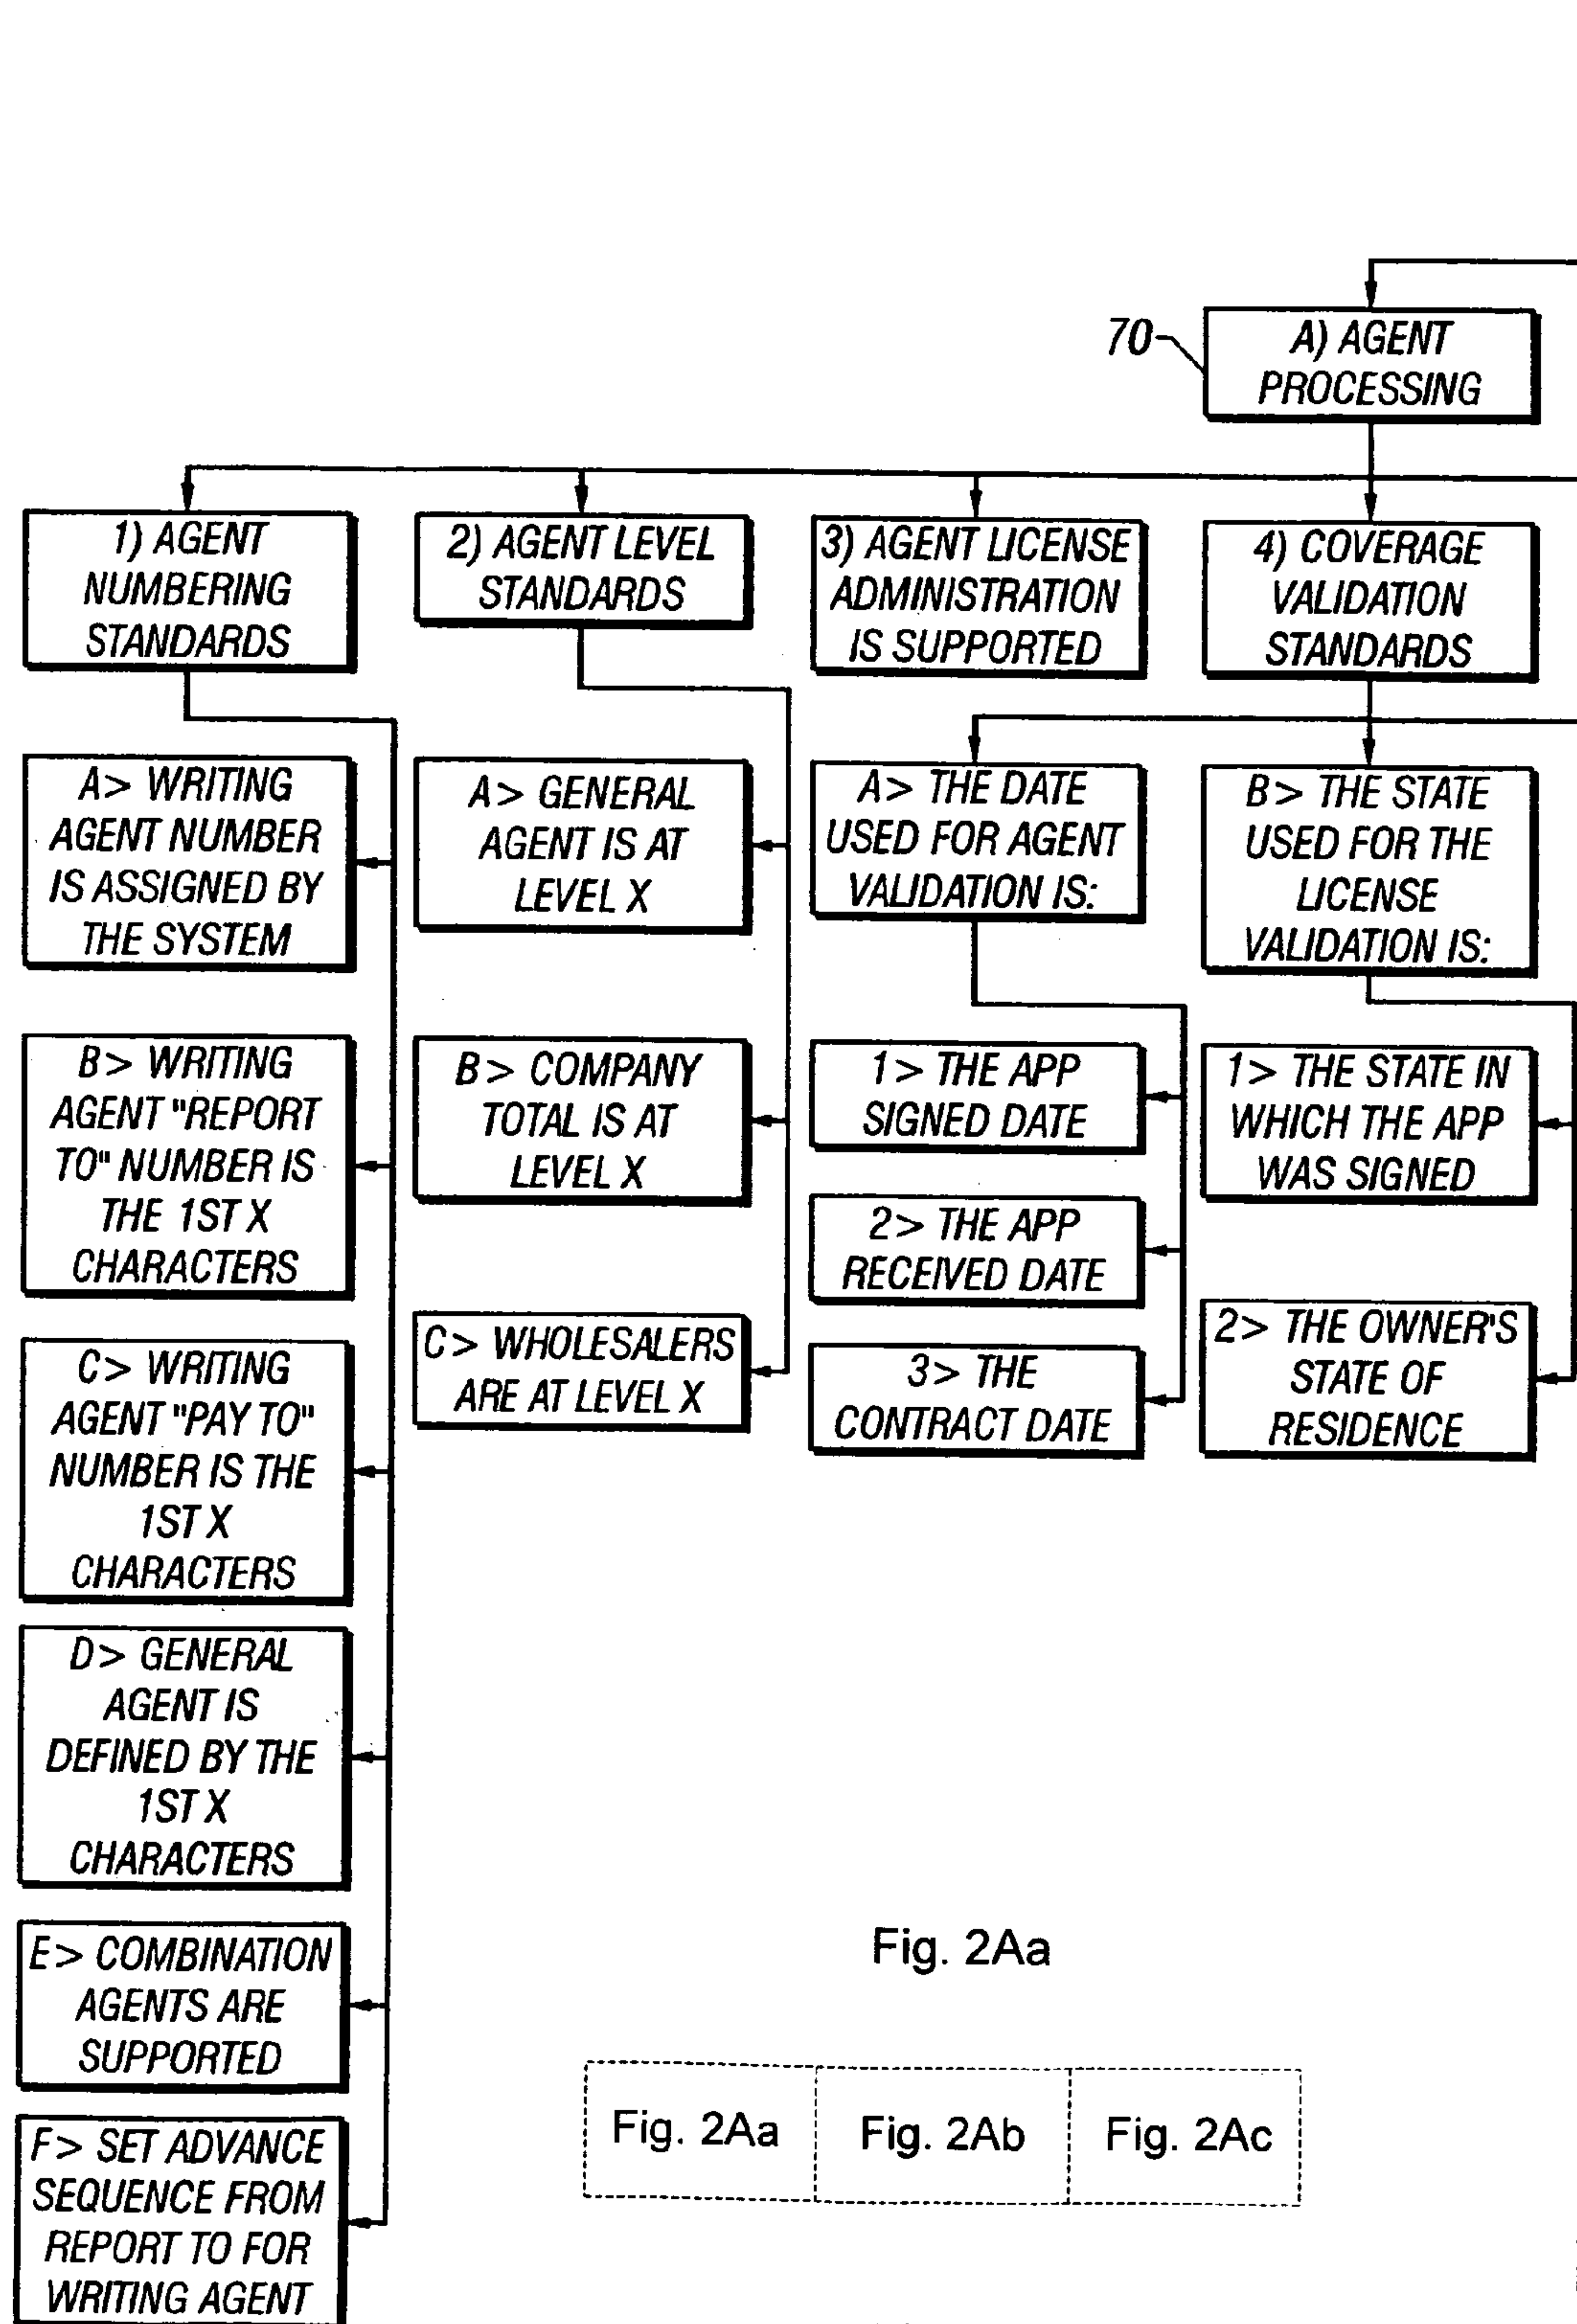 70
A) AGENT
PROCESSING
1) AGENT
NUMBERING
STANDARDS
2) AGENT LEVEL
STANDARDS
3) AGENT LICENSE
ADMINISTRATION
IS SUPPORTED
4) COVERAGE
VALIDATION
STANDARDS
A> WRITING
AGENT NUMBER
IS ASSIGNED BY
THE SYSTEM
B> WRITING
AGENT "REPORT
TO" NUMBER IS
THE 1ST X
CHARACTERS
C> WRITING
AGENT "PAY TO"
NUMBER IS THE
1ST X
CHARACTERS
D> GENERAL
AGENT IS
DEFINED BY THE
1ST X
CHARACTERS
E> COMBINATION
AGENTS ARE
SUPPORTED
F> SET ADVANCE
SEQUENCE FROM
REPORT TO FOR
WRITING AGENT
A> GENERAL
AGENT IS AT
LEVEL X
B> COMPANY
TOTAL IS AT
LEVEL X
C> WHOLESALERS
ARE AT LEVEL X
A> THE DATE
USED FOR AGENT
VALIDATION IS:
1> THE APP
SIGNED DATE
2> THE APP
RECEIVED DATE
3> THE
CONTRACT DATE
B> THE STATE
USED FOR THE
LICENSE
VALIDATION IS:
1> THE STATE IN
WHICH THE APP
WAS SIGNED
2> THE OWNER'S
STATE OF
RESIDENCE
Fig. 2Aa
Fig. 2Aa
Fig. 2Ab
Fig. 2Ac